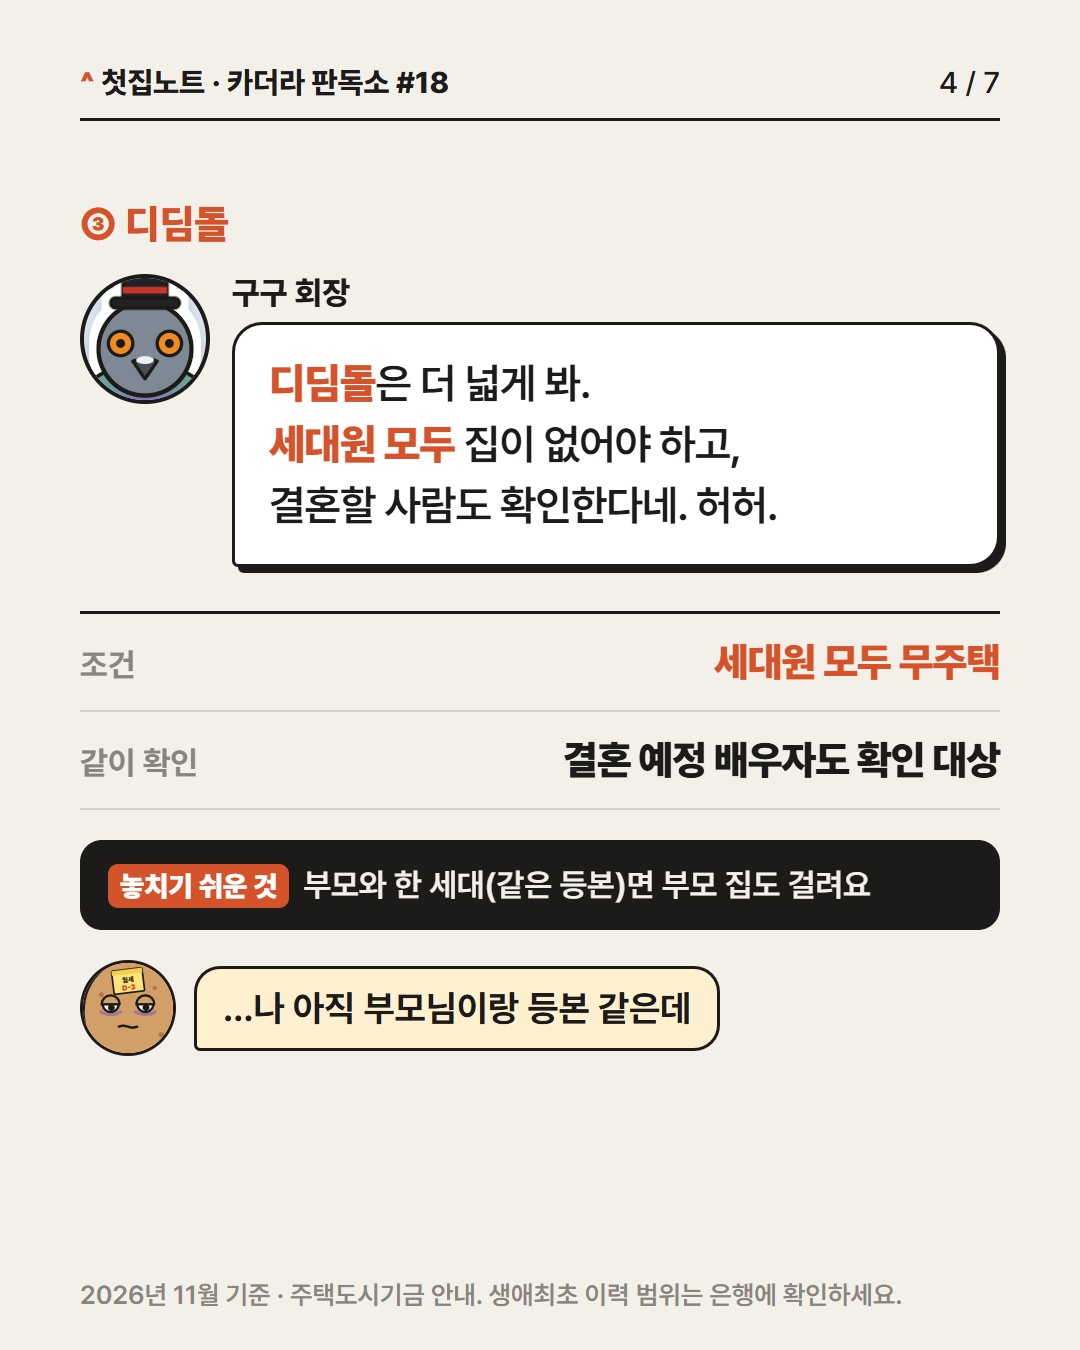 ^ 첫집노트 · 카더라 판독소 #18
4 / 7
③ 디딤돌
구구 회장
디딤돌은 더 넓게 봐.
세대원 모두 집이 없어야 하고,
결혼할 사람도 확인한다네. 허허.
조건
세대원 모두 무주택
같이 확인
결혼 예정 배우자도 확인 대상
놓치기 쉬운 것 부모와 한 세대(같은 등본)면 부모 집도 걸려요
월세
D-3
...나 아직 부모님이랑 등본 같은데
2026년 11월 기준 · 주택도시기금 안내. 생애최초 이력 범위는 은행에 확인하세요.